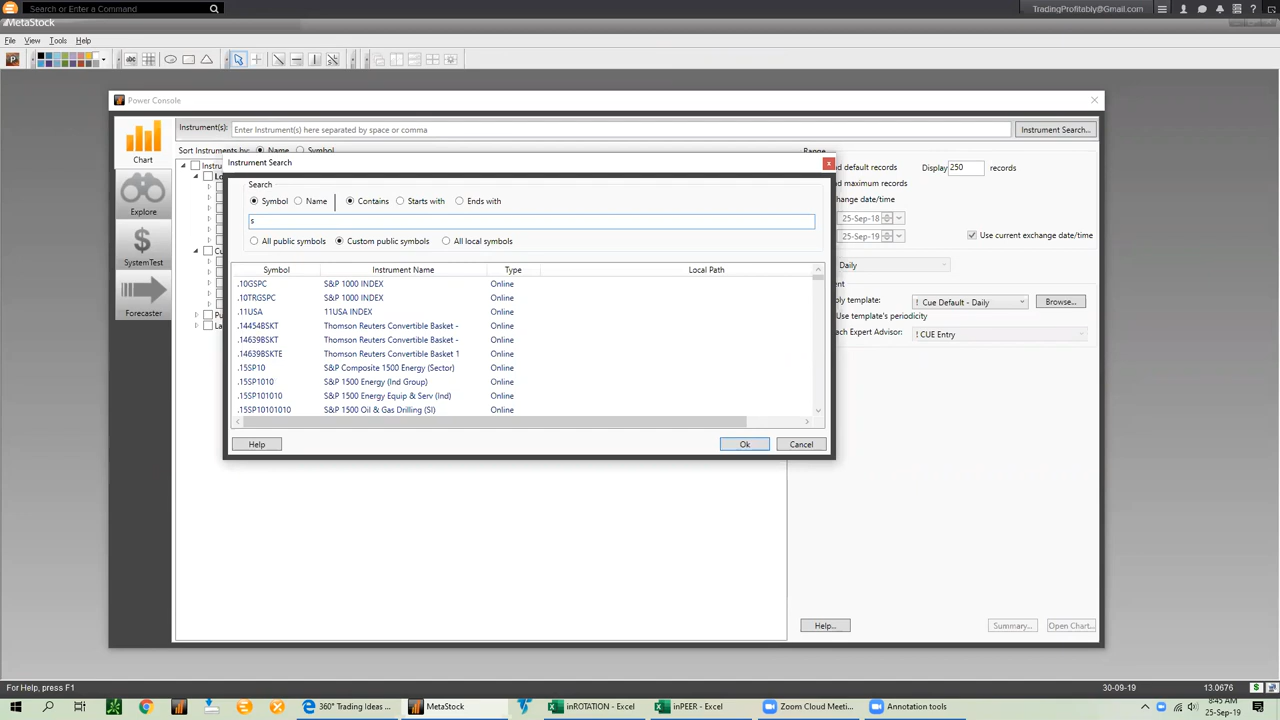 Search or Enter Command
TradingProfitably@Gmail.com
MetaStock
File View Tools Help
abc
Power Console
Instrument(s): Enter Instrument(s) here separated by space or comma Instrument Search...
Sort Instruments by: Name Symbol
Range
Chart
Explore
SystemTest
Forecaster
Instrument Search
Search
Symbol Name Contains Starts with Ends with
s
All public symbols Custom public symbols All local symbols
Symbol Instrument Name Type Local Path
.10GSPC S&P 1000 INDEX Online
.10TRGSPC S&P 1000 INDEX Online
.11USA 11USA INDEX Online
.14454BSKT Thomson Reuters Convertible Basket - Online
.14639BSKT Thomson Reuters Convertible Basket - Online
.14639BSKTE Thomson Reuters Convertible Basket 1 Online
.15SP10 S&P Composite 1500 Energy (Sector) Online
.15SP1010 S&P 1500 Energy (Ind Group) Online
.15SP101010 S&P 1500 Energy Equip & Serv (Ind) Online
.15SP10101010 S&P 1500 Oil & Gas Drilling (SI) Online
Help Ok Cancel
default records Display 250 records
maximum records
exchange date/time
25-Sep-18
25-Sep-19 Use current exchange date/time
Daily
template: ! Cue Default - Daily Browse...
Use template's periodicity
Expert Advisor: ! CUE Entry
Help... Summary... Open Chart...
For Help, press F1 30-09-19 13.0676
360° Trading Ideas ... MetaStock inROTATION - Excel inPEER - Excel Zoom Cloud Meeti... Annotation tools
8:45 AM
25-Sep-19